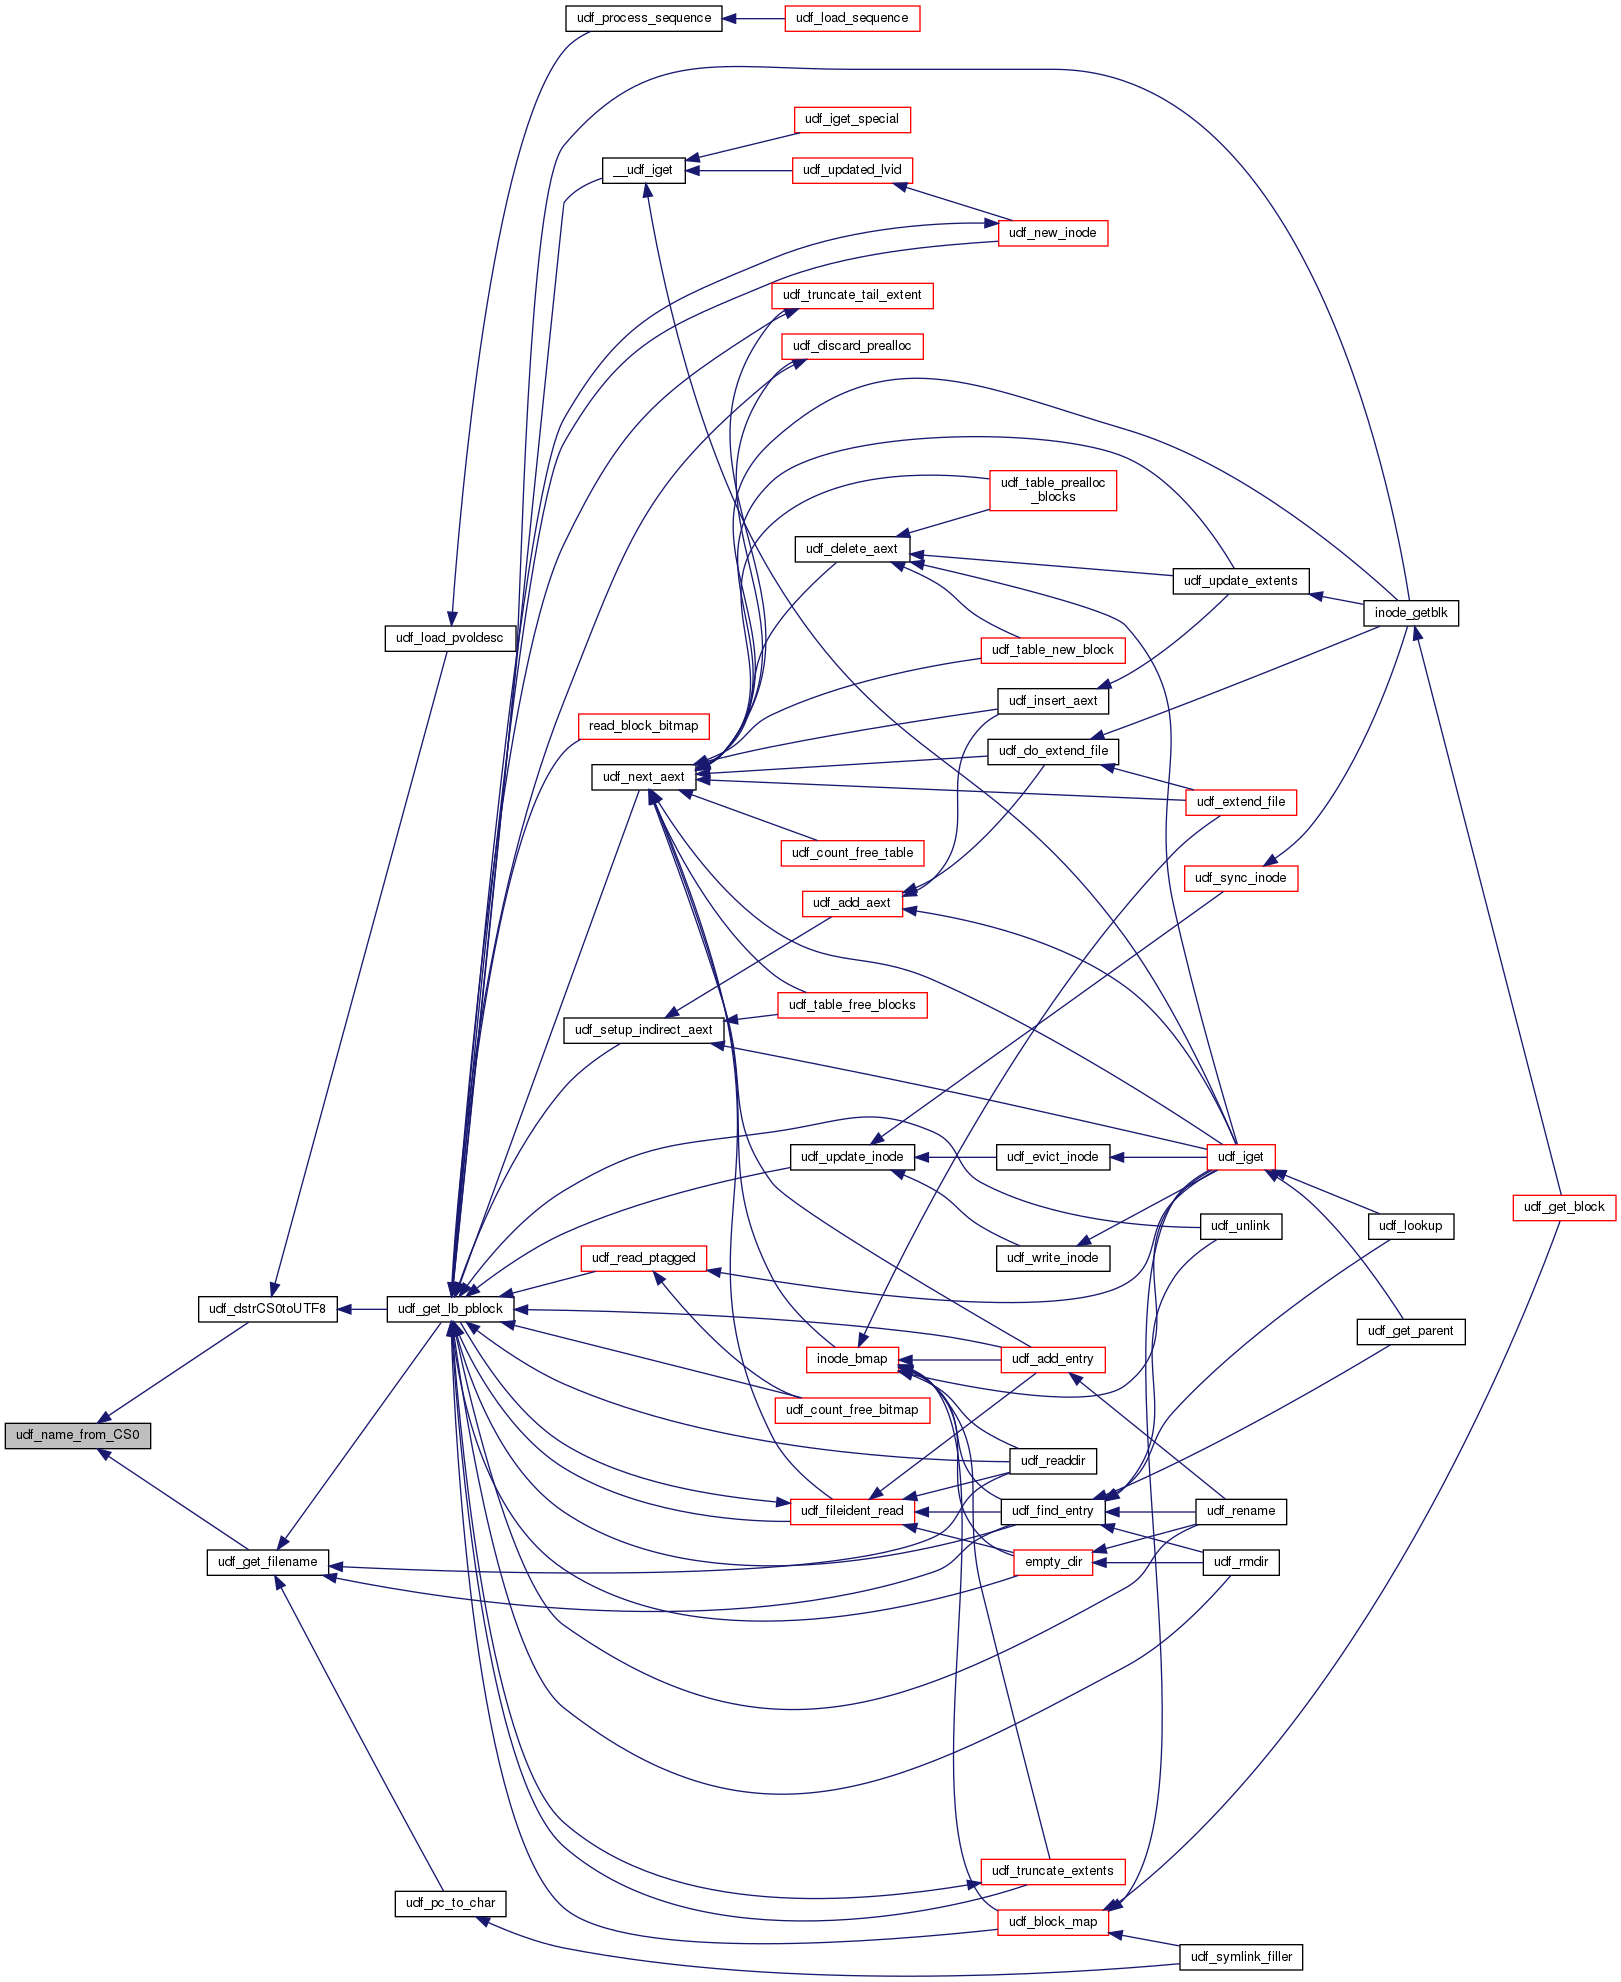 udf_process_sequence
udf_load_sequence
udf_iget_special
__udf_iget
udf_updated_lvid
udf_new_inode
udf_truncate_tail_extent
udf_discard_prealloc
udf_table_prealloc
_blocks
udf_delete_aext
udf_update_extents
inode_getblk
udf_load_pvoldesc
udf_table_new_block
udf_insert_aext
read_block_bitmap
udf_do_extend_file
udf_next_aext
udf_extend_file
udf_count_free_table
udf_sync_inode
udf_add_aext
udf_table_free_blocks
udf_setup_indirect_aext
udf_update_inode
udf_evict_inode
udf_iget
udf_get_block
udf_unlink
udf_lookup
udf_read_ptagged
udf_write_inode
udf_dstrCS0toUTF8
udf_get_lb_pblock
udf_get_parent
inode_bmap
udf_add_entry
udf_count_free_bitmap
udf_name_from_CS0
udf_readdir
udf_fileident_read
udf_find_entry
udf_rename
udf_get_filename
empty_dir
udf_rmdir
udf_truncate_extents
udf_pc_to_char
udf_block_map
udf_symlink_filler